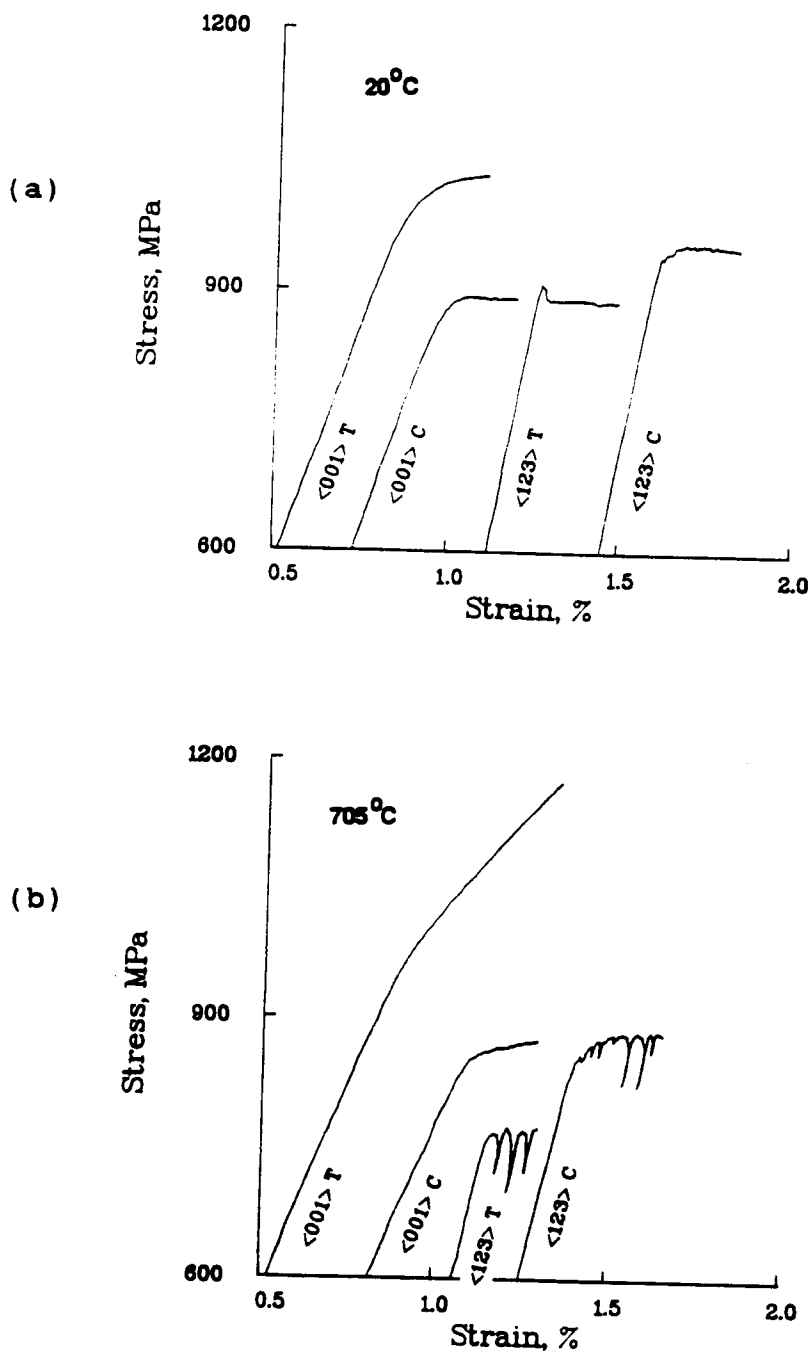 (a)
1200
20°C
Stress, MPa
900
<001> T
<001> C
<123> T
<123> C
600
0.5
1.0
1.5
2.0
Strain, %
(b)
1200
705°C
Stress, MPa
900
<001> T
<001> C
<123> T
<123> C
600
0.5
1.0
1.5
2.0
Strain, %